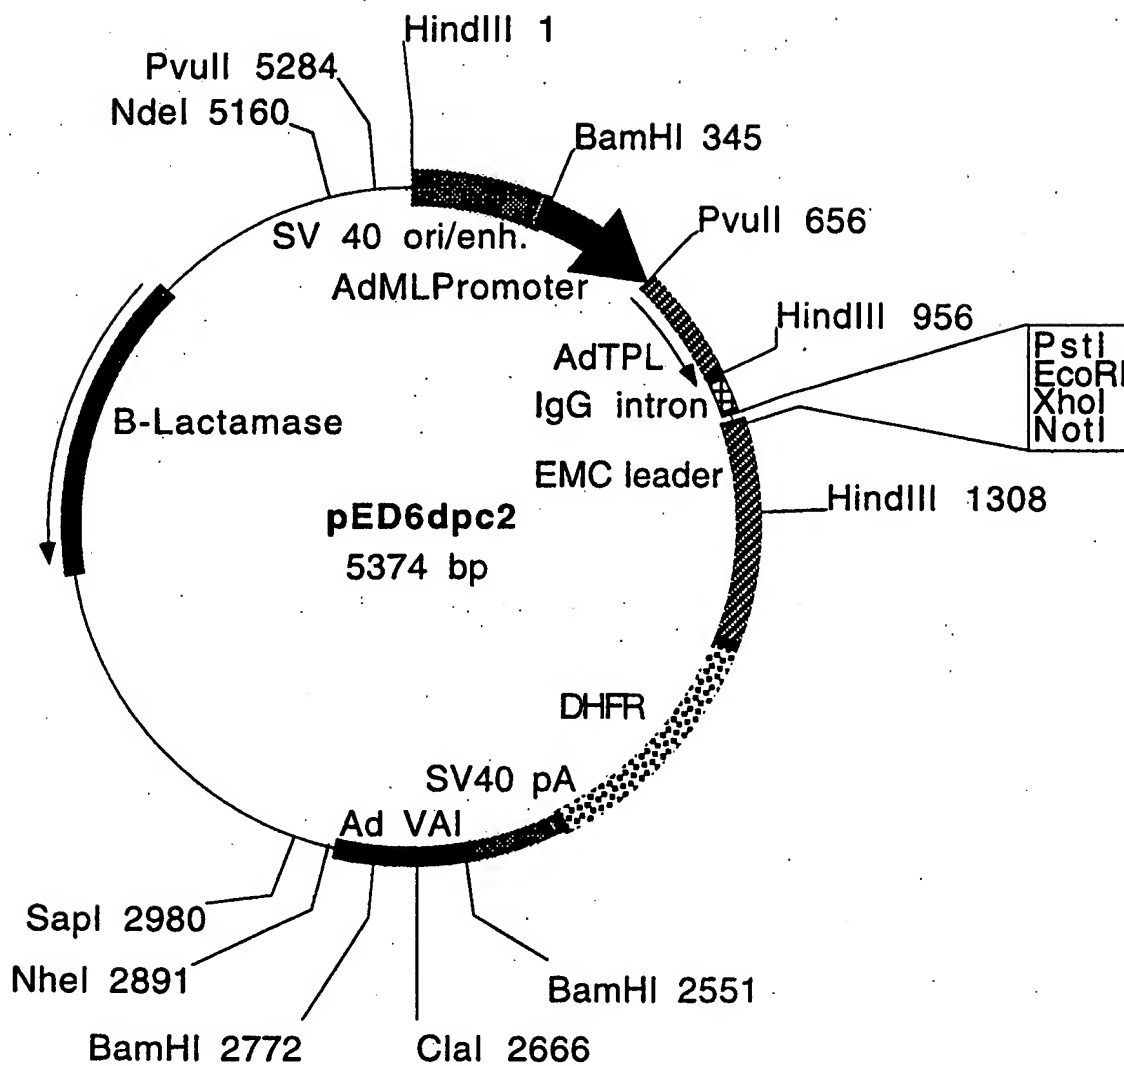 HindIII 1
PvuII 5284
NdeI 5160
BamHI 345
PvuII 656
SV 40 ori/enh.
AdMLPromoter
HindIII 956
PstI
EcoRI
XhoI
NotI
AdTPL
IgG intron
B-Lactamase
EMC leader
HindIII 1308
pED6dpc2
5374 bp
DHFR
SV40 pA
Ad VAI
SapI 2980
NheI 2891
BamHI 2551
BamHI 2772
ClaI 2666